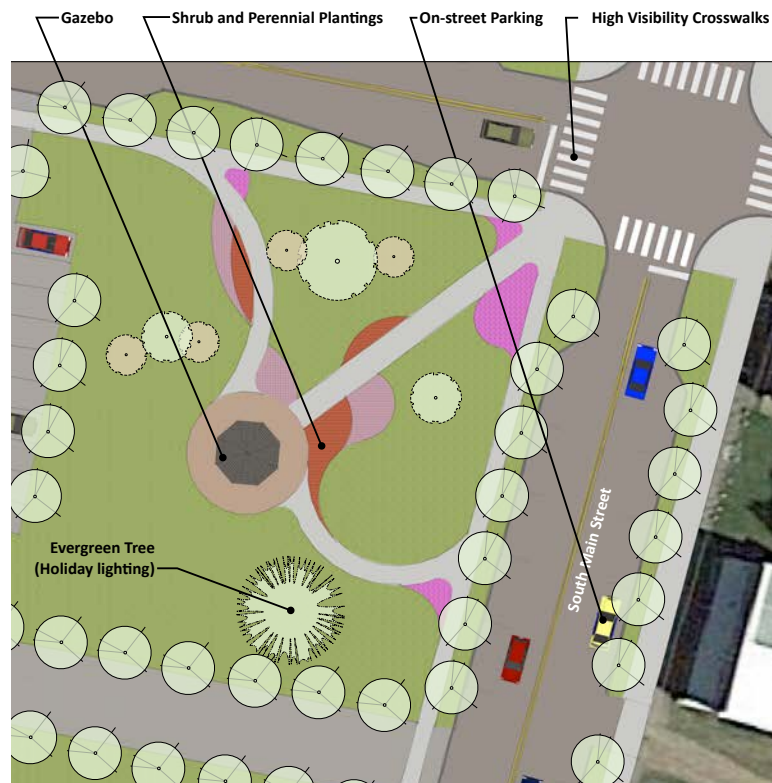 Gazebo
Shrub and Perennial Plantings
On-street Parking
High Visibility Crosswalks
Evergreen Tree
(Holiday lighting)
South Main Street